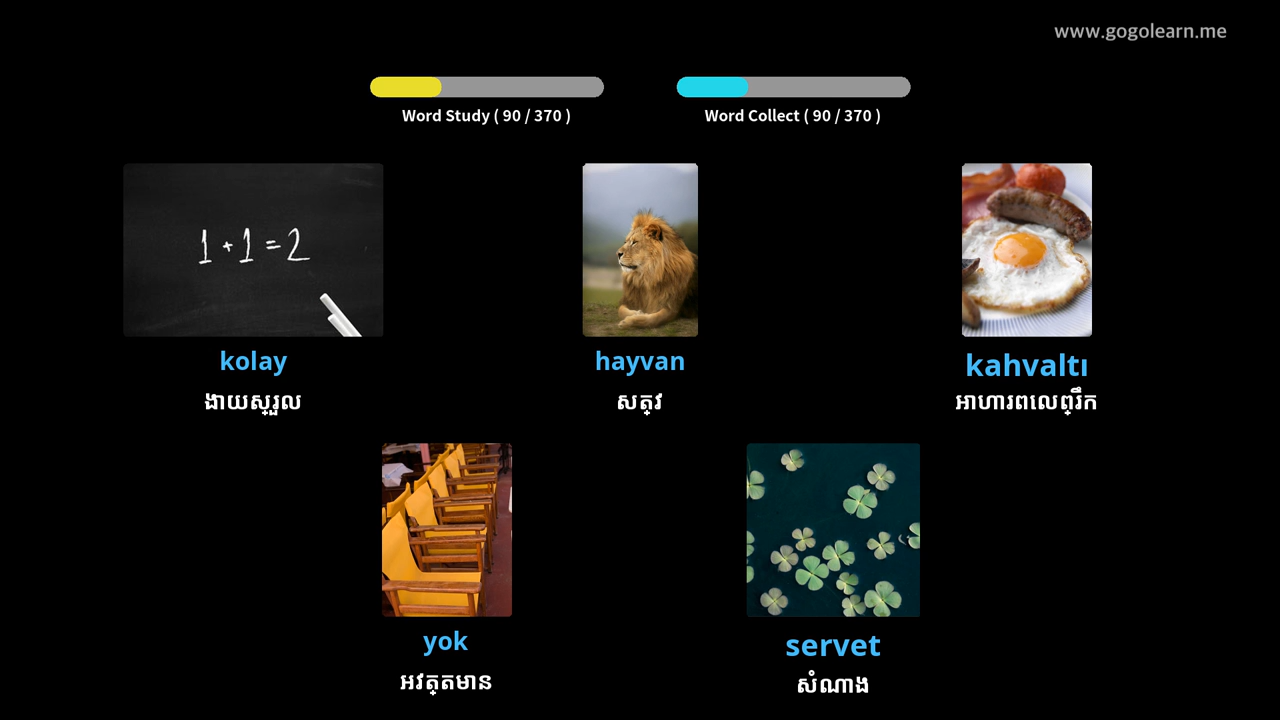 www.gogolearn.me
Word Study ( 90 / 370 )
Word Collect ( 90 / 370 )
1 + 1 = 2
kolay
ងាយស្រួល
hayvan
សត្វ
kahvaltı
អាហារពេលព្រឹក
yok
អវត្តមាន
servet
សំណាង